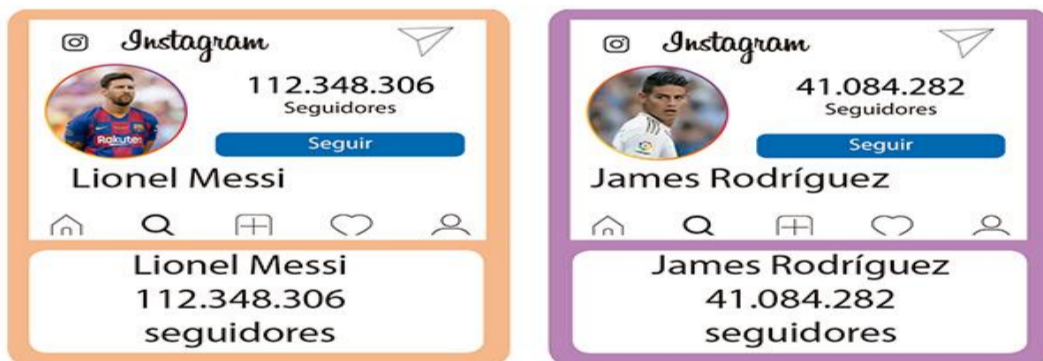 Instagram
112.348.306
Seguidores
Seguir
Rakuten
Lionel Messi
Lionel Messi
112.348.306
seguidores
Instagram
41.084.282
Seguidores
Seguir
James Rodríguez
James Rodríguez
41.084.282
seguidores